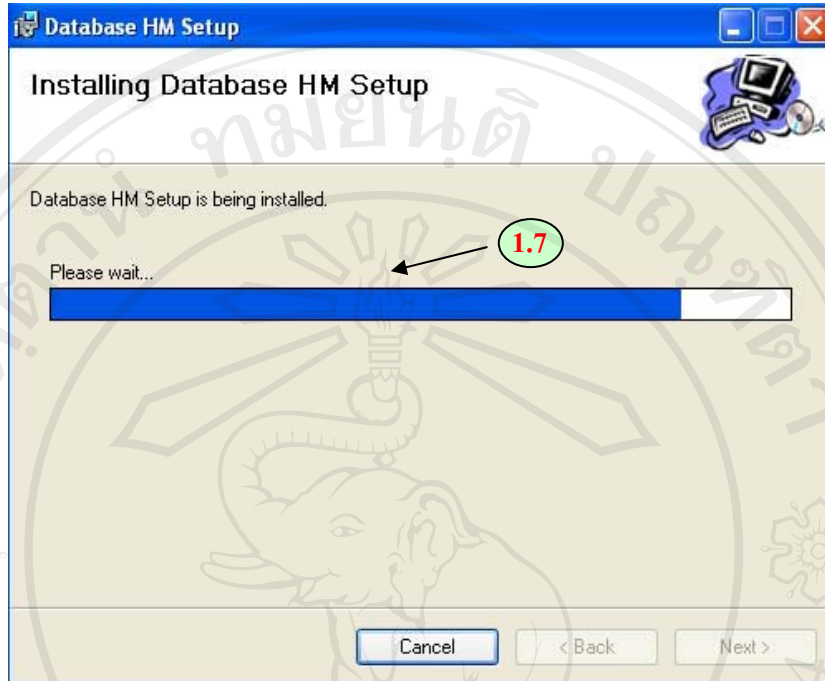 Database HM Setup
Installing Database HM Setup
Database HM Setup is being installed.
1.7
Please wait...
Cancel
< Back
Next >